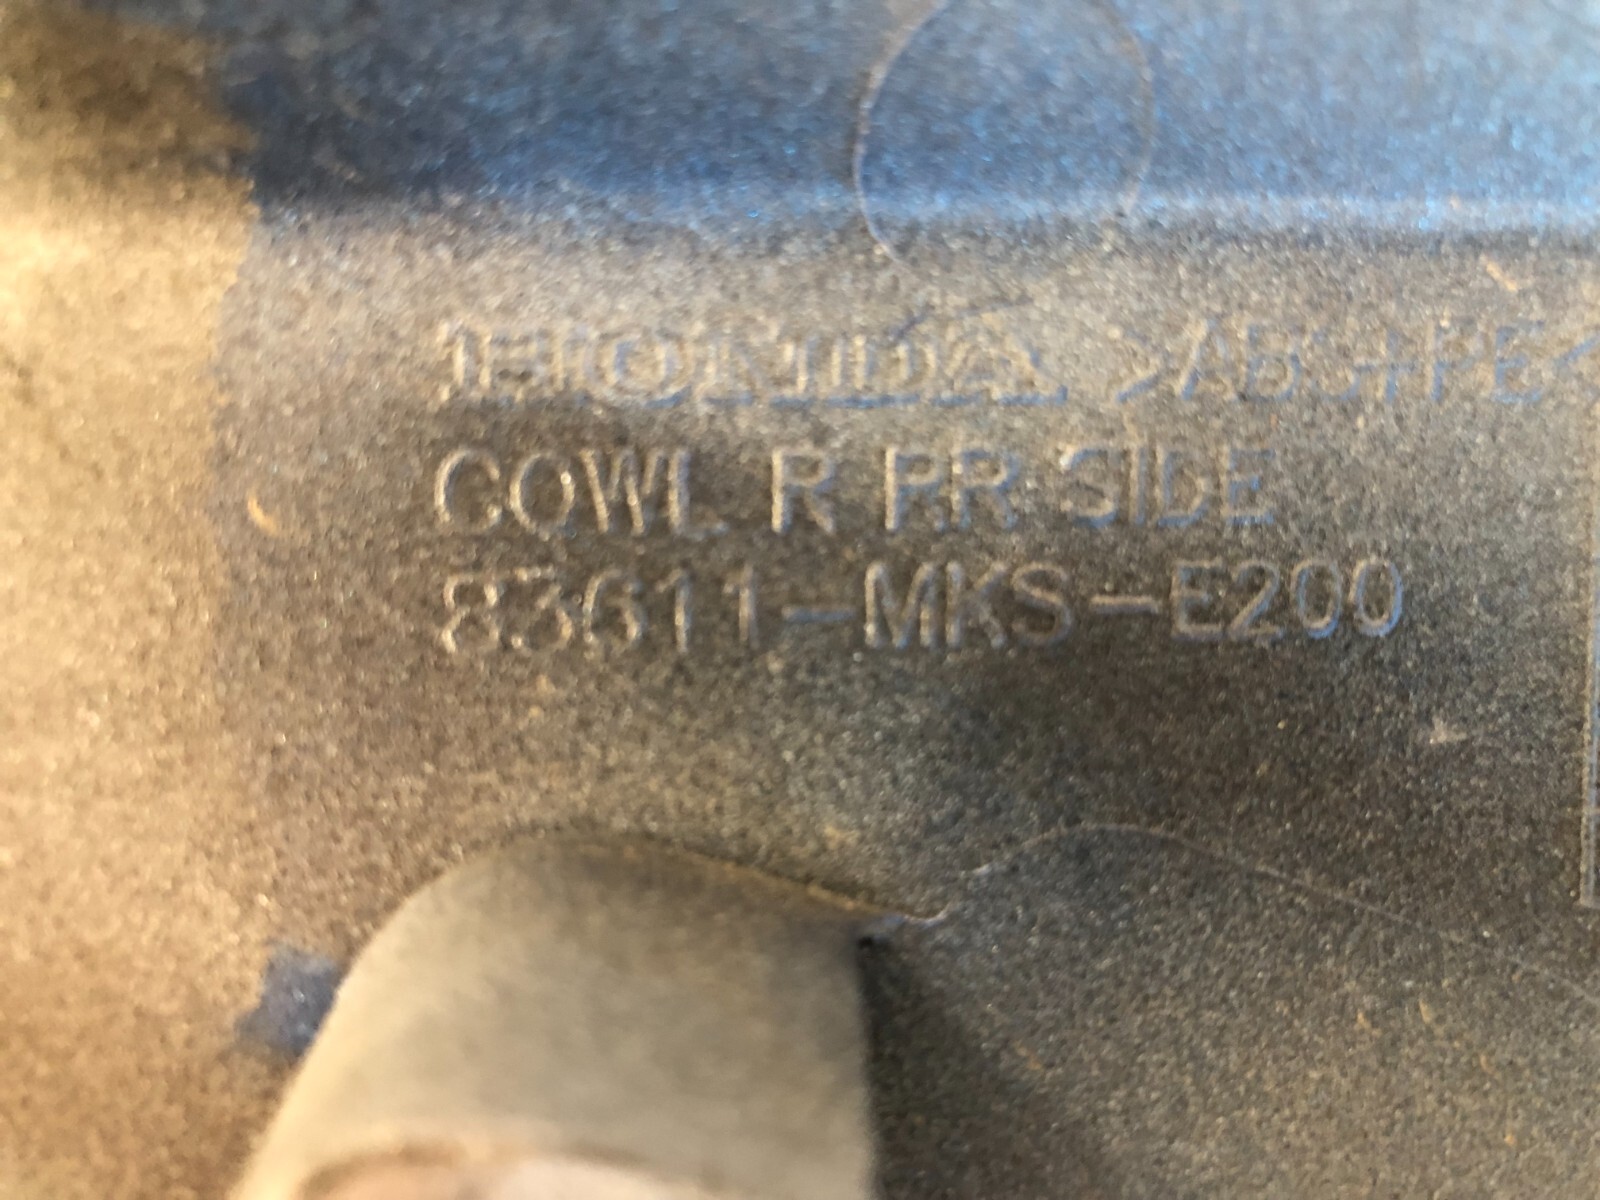 HONDA >ABS+PE<
COWL R RR SIDE
83611-MKS-E200